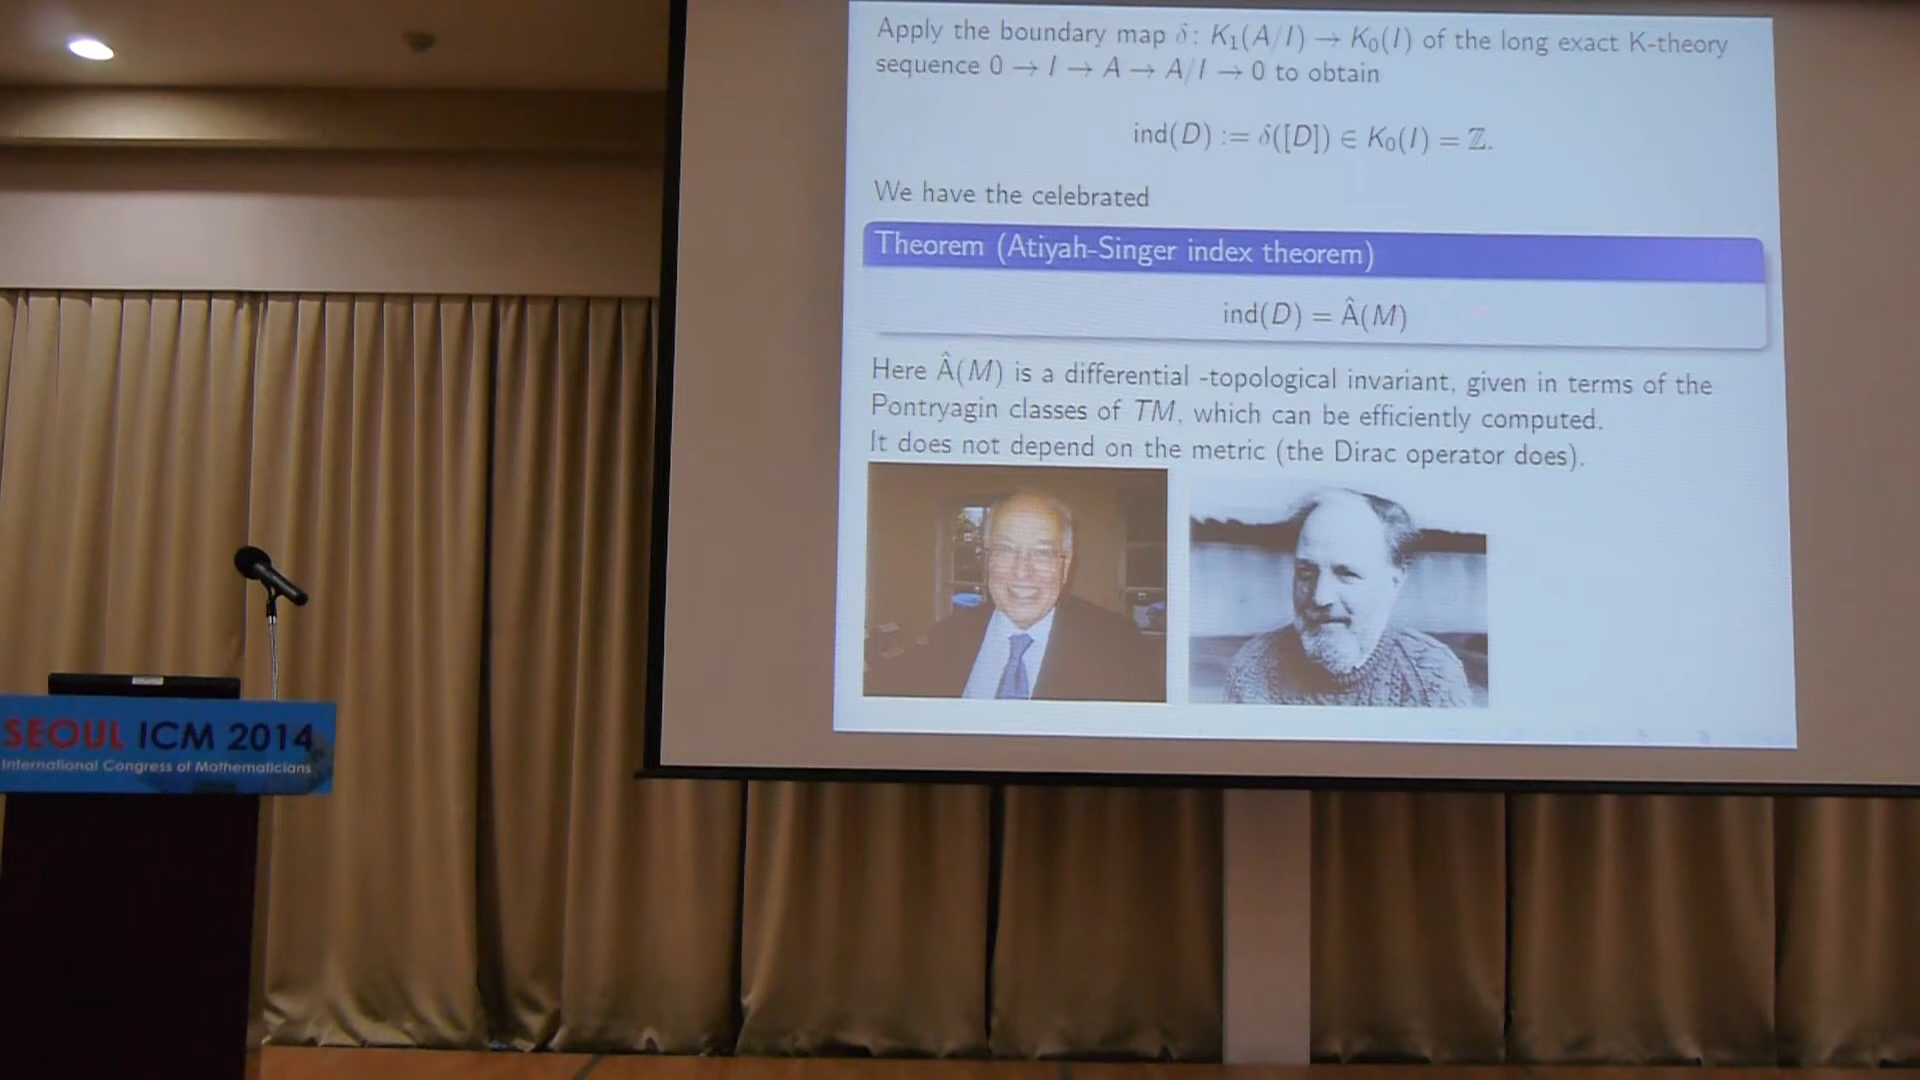 Apply the boundary map δ: K₁(A/I) → K₀(I) of the long exact K-theory
sequence 0 → I → A → A/I → 0 to obtain
ind(D) := δ([D]) ∈ K₀(I) = ℤ.
We have the celebrated
Theorem (Atiyah-Singer index theorem)
ind(D) = Â(M)
Here Â(M) is a differential -topological invariant, given in terms of the
Pontryagin classes of TM, which can be efficiently computed.
It does not depend on the metric (the Dirac operator does).
SEOUL ICM 2014
International Congress of Mathematicians